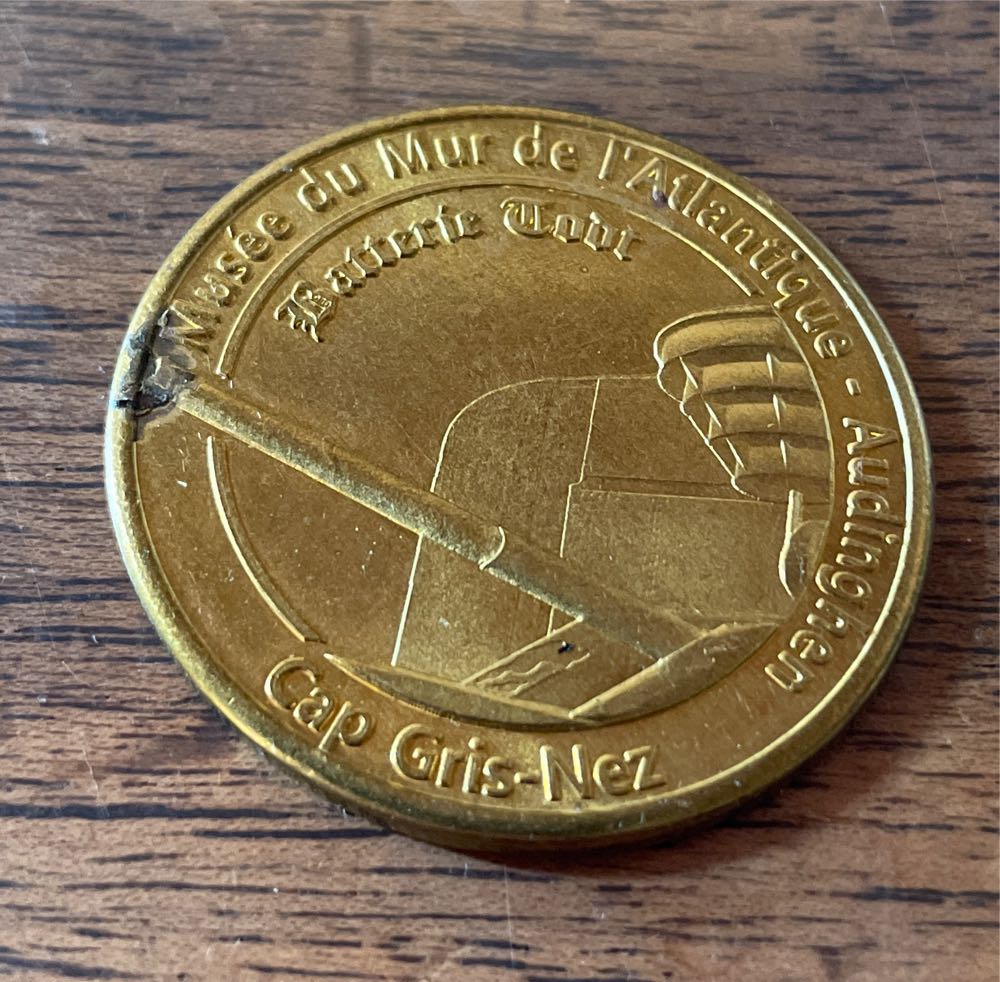 Musée du Mur de l'Atlantique - Audinghen
Batterie Todt
Cap Gris-Nez